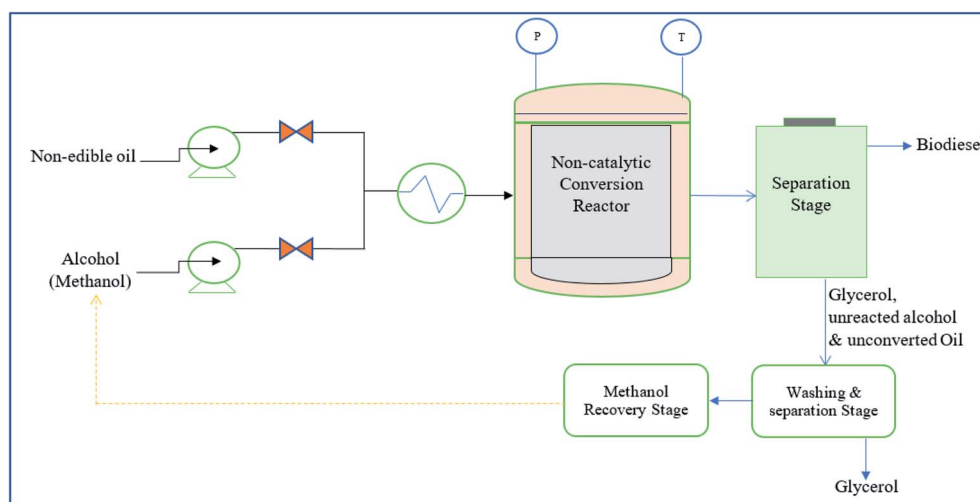 P
T
Non-edible oil
Non-catalytic
Conversion
Reactor
Separation
Stage
Biodiese
Alcohol
(Methanol)
Glycerol,
unreacted alcohol
& unconverted Oil
Methanol
Recovery Stage
Washing &
separation Stage
Glycerol